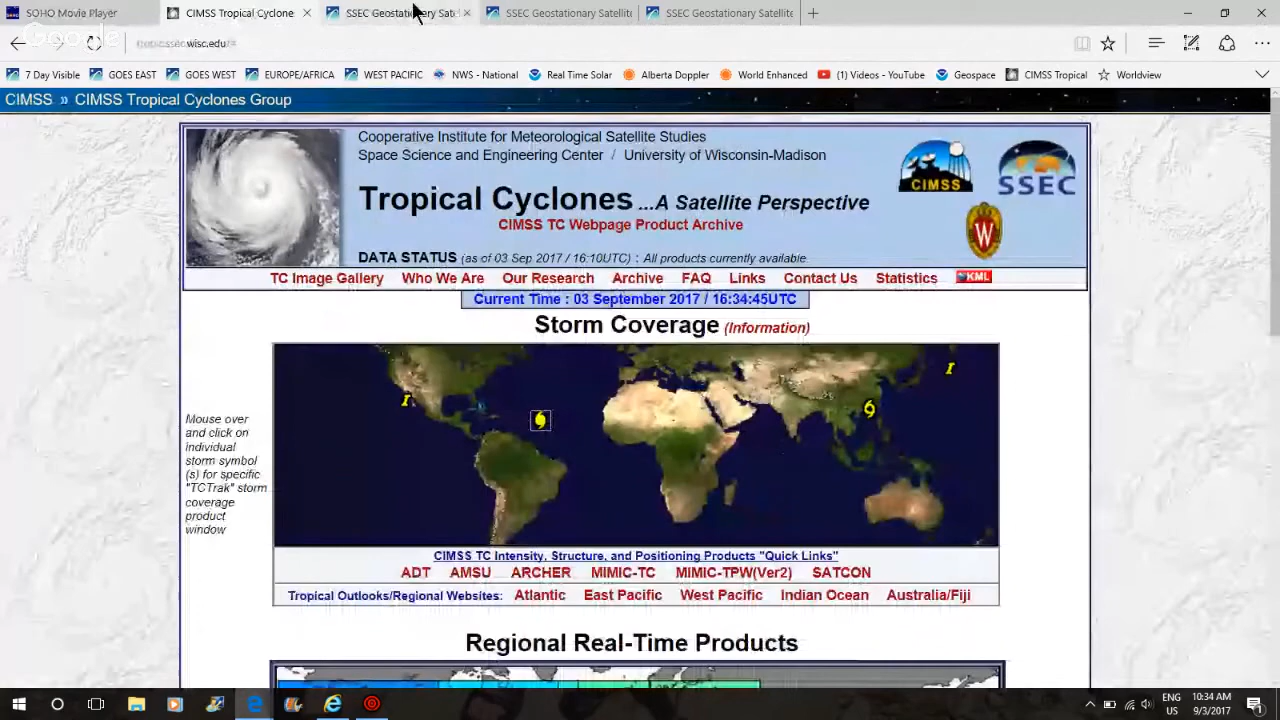 SOHO Movie Player
CIMSS Tropical Cyclone
SSEC Geostationary Sate
SSEC Geostationary Satellit
SSEC Geostationary Satellit
Google
tropic.ssec.wisc.edu/#
7 Day Visible
GOES EAST
GOES WEST
EUROPE/AFRICA
WEST PACIFIC
NWS - National
Real Time Solar
Alberta Doppler
World Enhanced
(1) Videos - YouTube
Geospace
CIMSS Tropical
Worldview
CIMSS » CIMSS Tropical Cyclones Group
Cooperative Institute for Meteorological Satellite Studies
Space Science and Engineering Center / University of Wisconsin-Madison
Tropical Cyclones ...A Satellite Perspective
CIMSS TC Webpage Product Archive
CIMSS
SSEC
W
DATA STATUS (as of 03 Sep 2017 / 16:10UTC) : All products currently available.
TC Image Gallery Who We Are Our Research Archive FAQ Links Contact Us Statistics KML
Current Time : 03 September 2017 / 16:34:45UTC
Storm Coverage (Information)
Mouse over
and click on
individual
storm symbol
(s) for specific
"TCTrak" storm
coverage
product
window
CIMSS TC Intensity, Structure, and Positioning Products "Quick Links"
ADT AMSU ARCHER MIMIC-TC MIMIC-TPW(Ver2) SATCON
Tropical Outlooks/Regional Websites: Atlantic East Pacific West Pacific Indian Ocean Australia/Fiji
Regional Real-Time Products
ENG
US
10:34 AM
9/3/2017